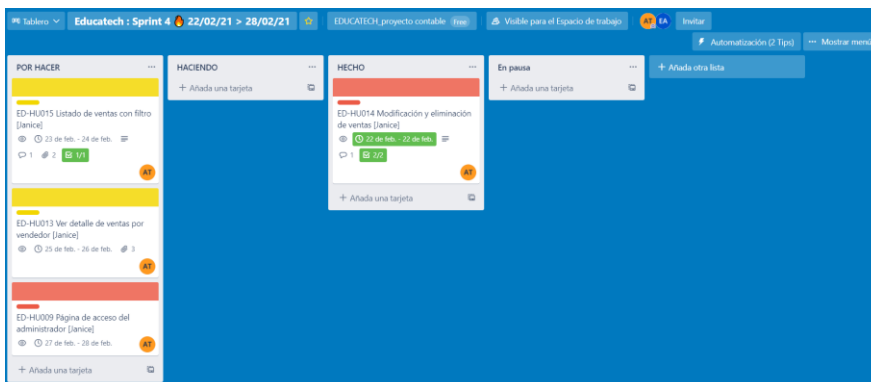 Tablero
Educatech : Sprint 4 🔥 22/02/21 > 28/02/21
EDUCATECH_proyecto contable Free
Visible para el Espacio de trabajo
AT EA
Invitar
Automatización (2 Tips)
Mostrar menú
POR HACER
ED-HU015 Listado de ventas con filtro
[Janice]
23 de feb. - 24 de feb.
1 2 1/1
AT
ED-HU013 Ver detalle de ventas por
vendedor [Janice]
25 de feb. - 26 de feb. 3
AT
ED-HU009 Página de acceso del
administrador [Janice]
27 de feb. - 28 de feb.
AT
+ Añada una tarjeta
HACIENDO
+ Añada una tarjeta
HECHO
ED-HU014 Modificación y eliminación
de ventas [Janice]
22 de feb. - 22 de feb.
1 2/2
AT
+ Añada una tarjeta
En pausa
+ Añada una tarjeta
+ Añada otra lista